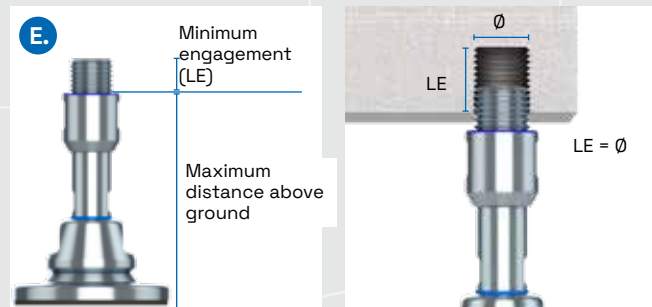 E.
Minimum
engagement
(LE)
Maximum
distance above
ground
Ø
LE
LE = Ø